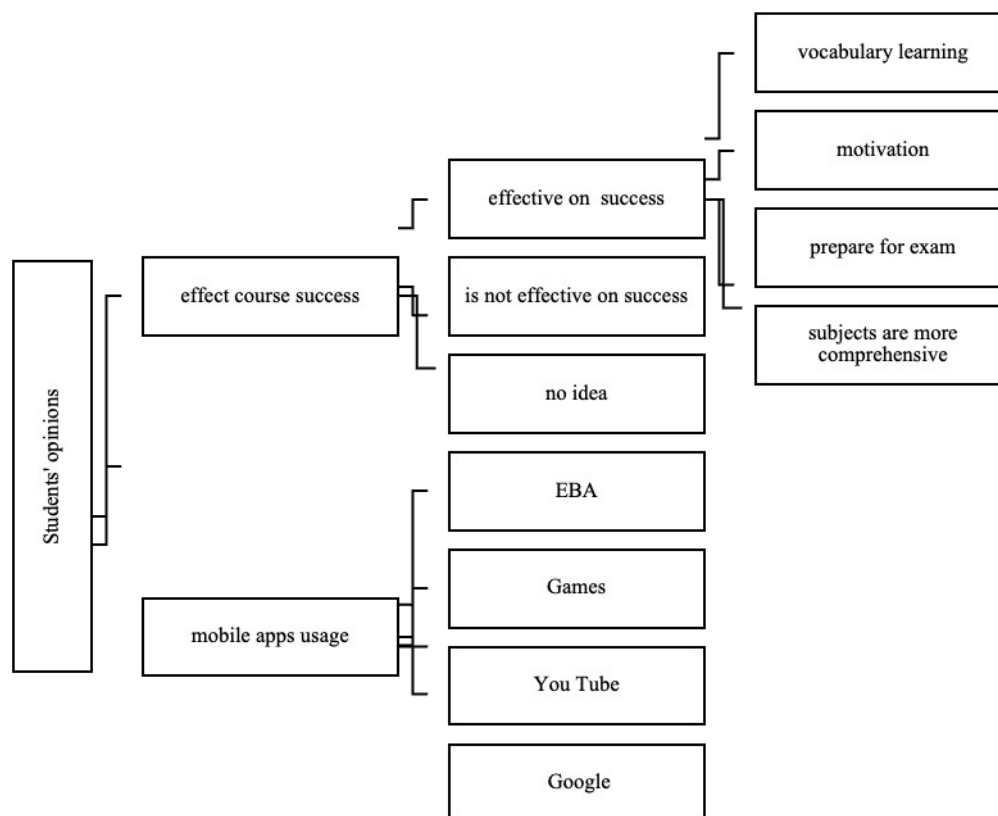 Students' opinions
effect course success
effective on success
vocabulary learning
motivation
prepare for exam
subjects are more
comprehensive
is not effective on success
no idea
mobile apps usage
EBA
Games
You Tube
Google